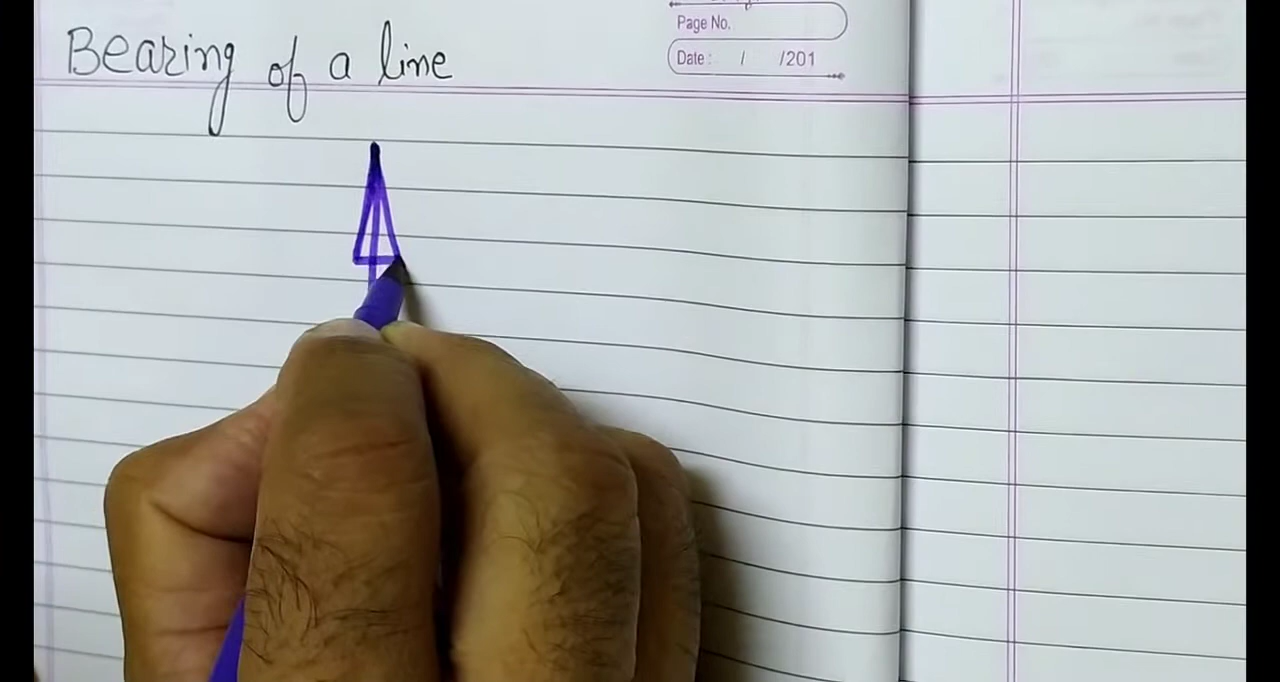 Page No.
Date : / /201
Bearing of a line